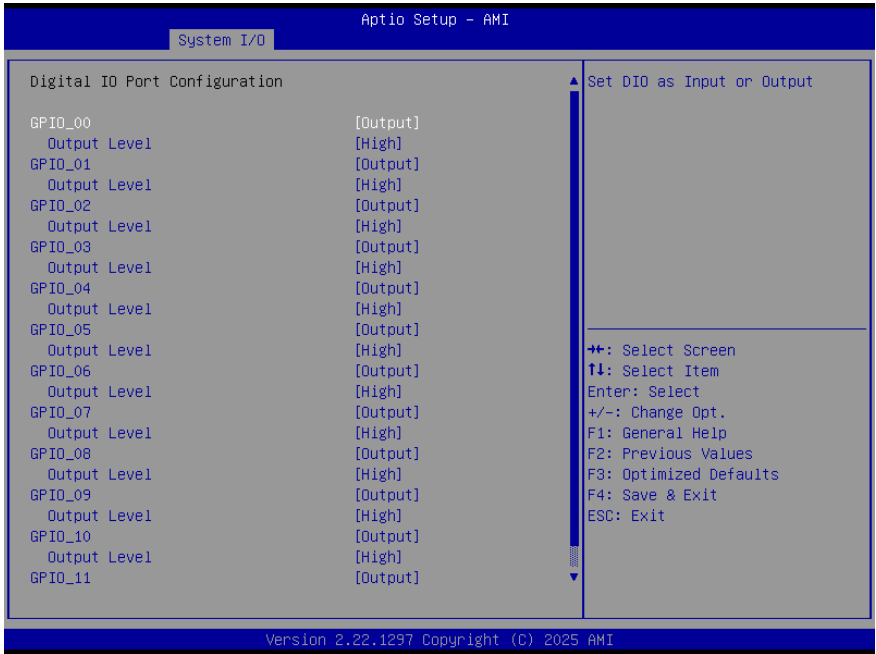 Aptio Setup – AMI
System I/O
Digital IO Port Configuration
Set DIO as Input or Output
GPIO_00 [Output]
Output Level [High]
GPIO_01 [Output]
Output Level [High]
GPIO_02 [Output]
Output Level [High]
GPIO_03 [Output]
Output Level [High]
GPIO_04 [Output]
Output Level [High]
GPIO_05 [Output]
Output Level [High]
GPIO_06 [Output]
Output Level [High]
GPIO_07 [Output]
Output Level [High]
GPIO_08 [Output]
Output Level [High]
GPIO_09 [Output]
Output Level [High]
GPIO_10 [Output]
Output Level [High]
GPIO_11 [Output]
→←: Select Screen
↑↓: Select Item
Enter: Select
+/-: Change Opt.
F1: General Help
F2: Previous Values
F3: Optimized Defaults
F4: Save & Exit
ESC: Exit
Version 2.22.1297 Copyright (C) 2025 AMI